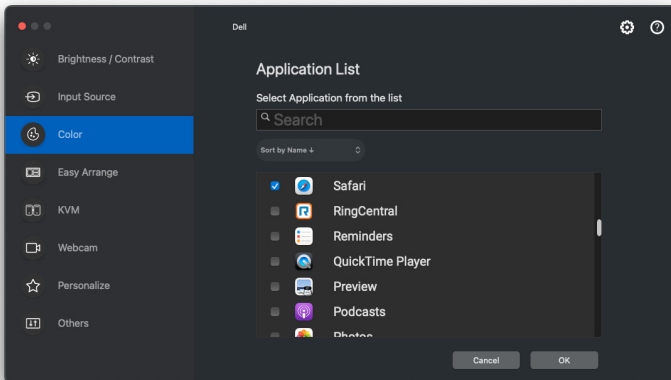 Dell
Brightness / Contrast
Input Source
Color
Easy Arrange
KVM
Webcam
Personalize
Others
Application List
Select Application from the list
Search
Sort by Name ↓
Safari
RingCentral
Reminders
QuickTime Player
Preview
Podcasts
Photos
Cancel
OK